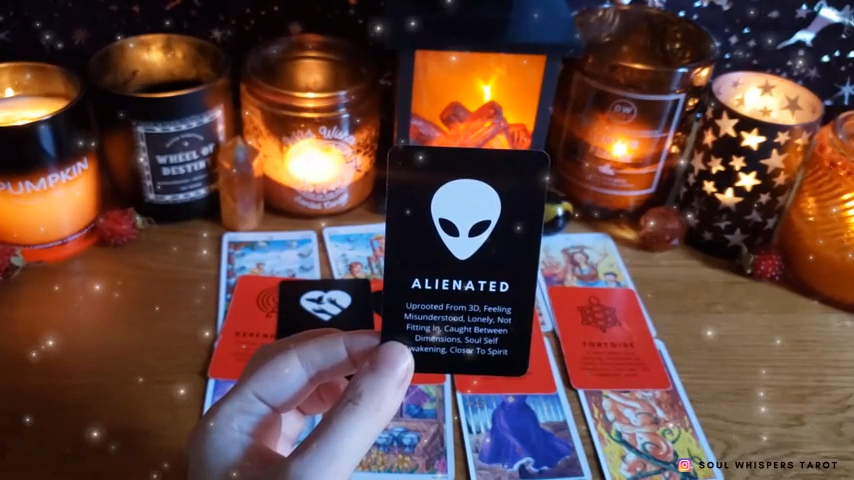 PUMPKIN
WHEEL OF
DESTINY
ALIENATED
Uprooted From 3D, Feeling
Misunderstood, Lonely, Not
Fitting In, Caught Between
Dimensions, Soul Self
Awakening, Closer To Spirit
TORTOISE
SOUL WHISPERS TAROT